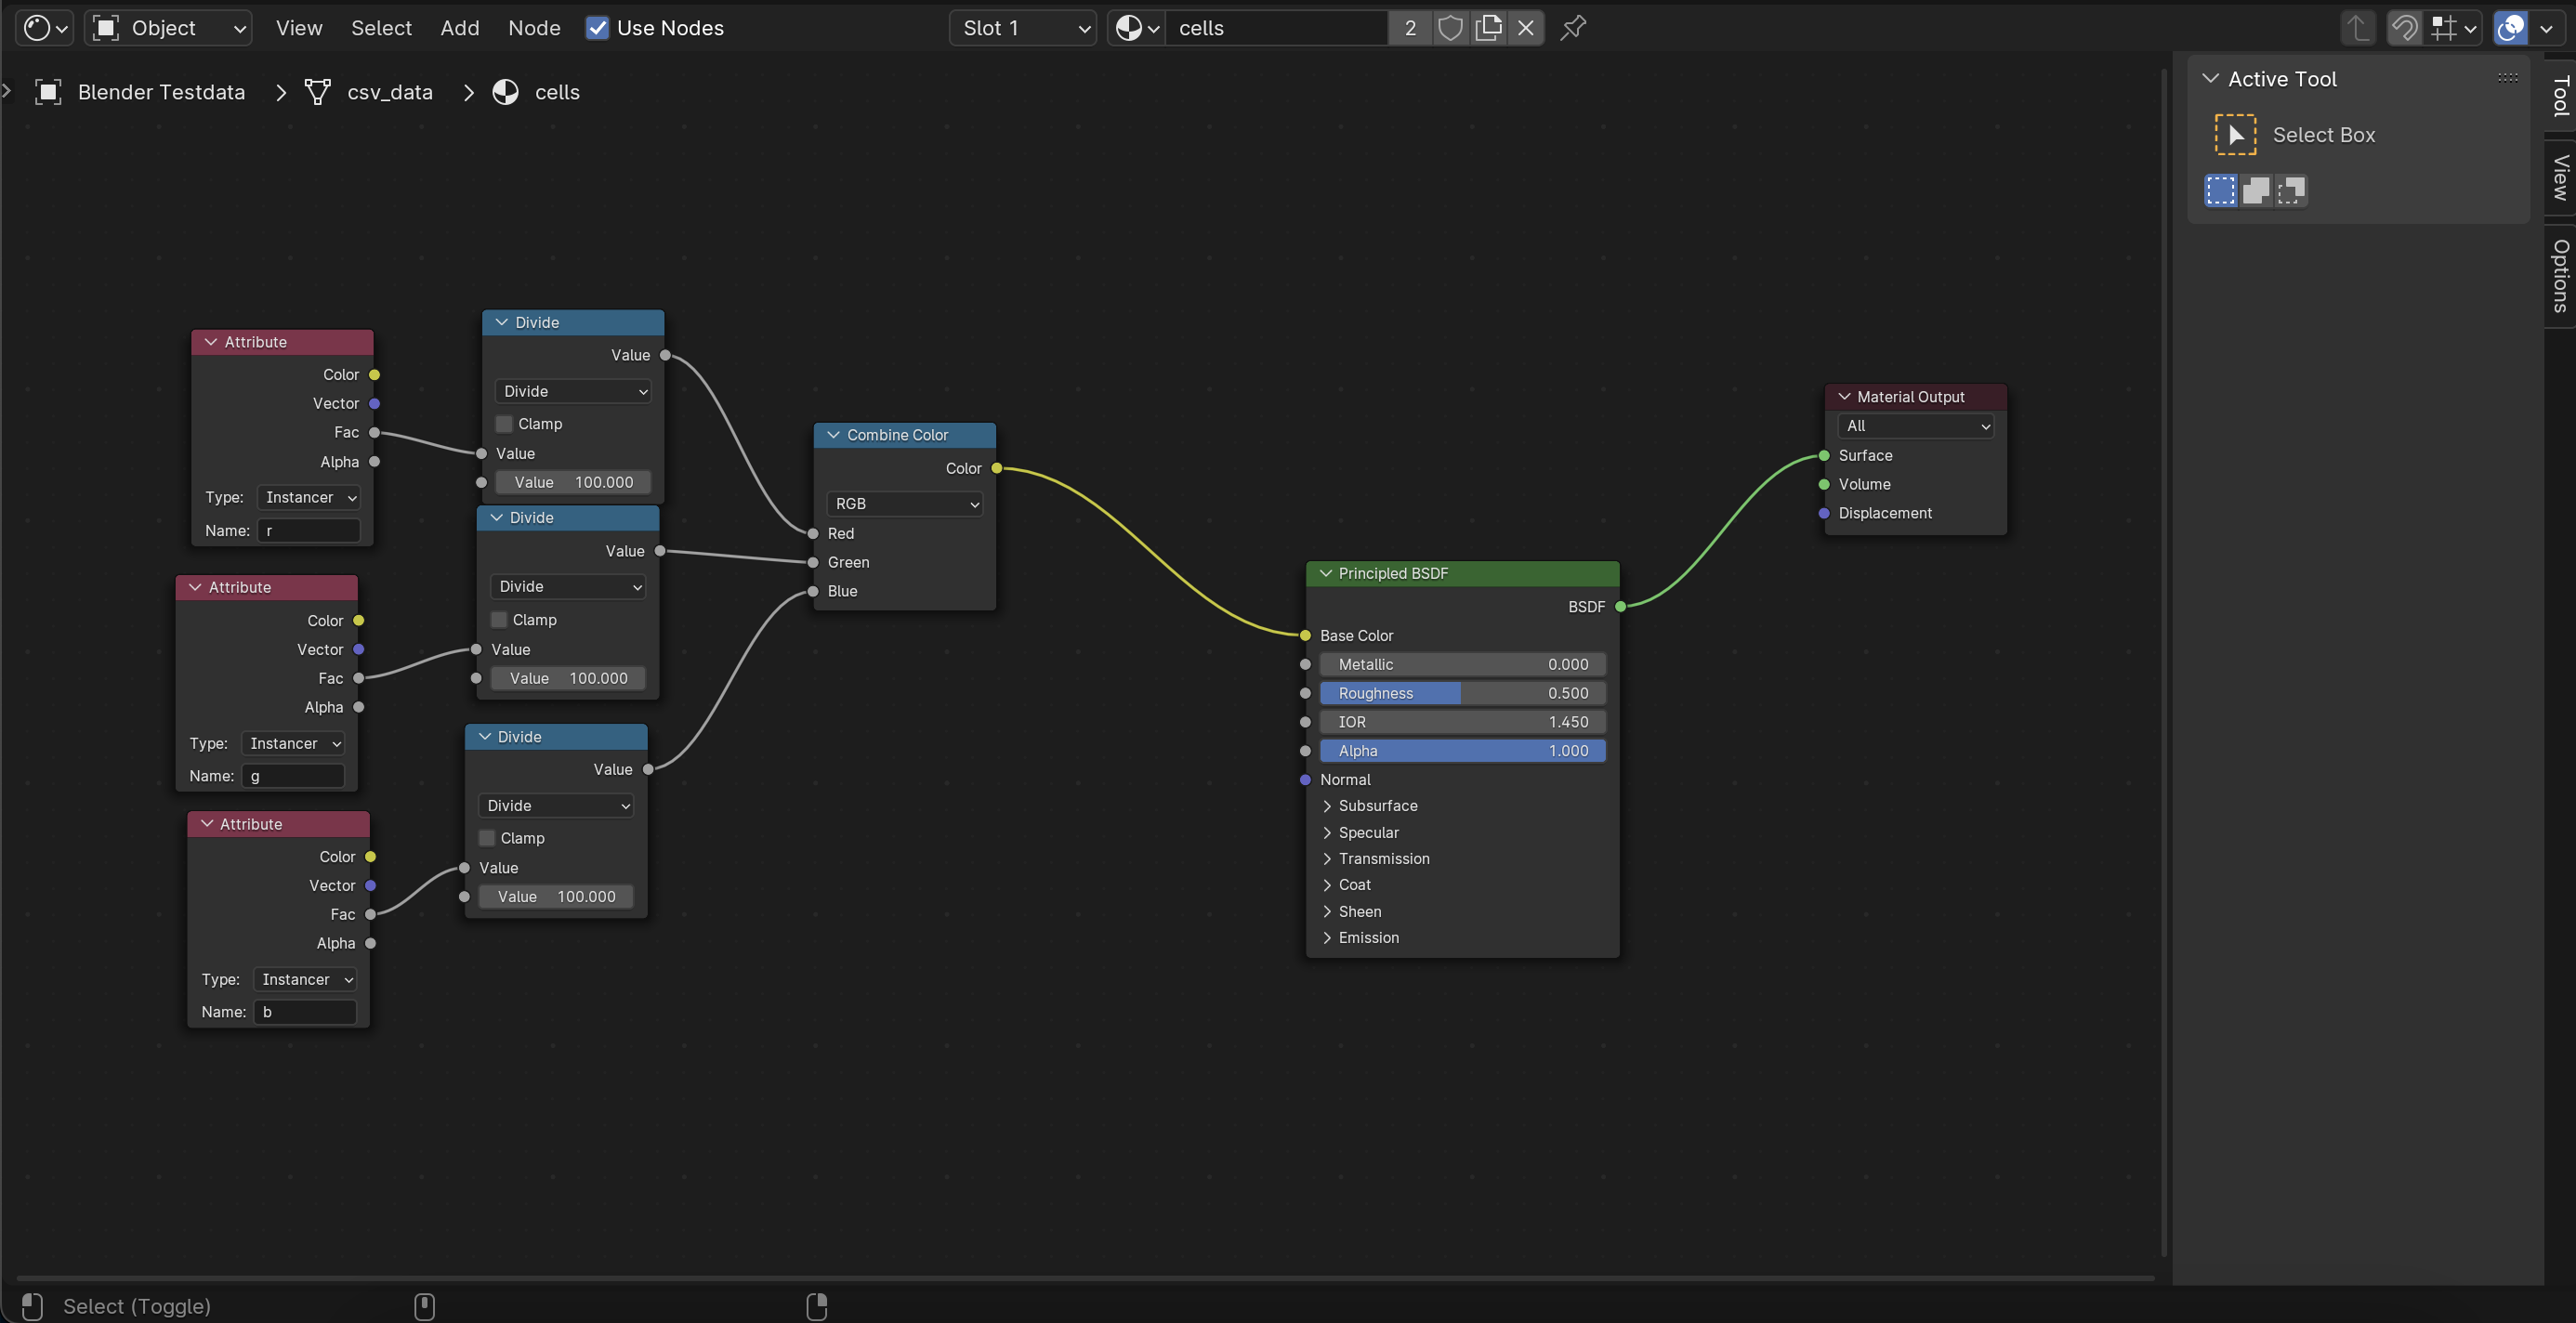 Object View Select Add Node Use Nodes Slot 1 cells 2
Blender Testdata csv_data cells
Active Tool
Select Box
Tool
View
Options
Attribute
Color
Vector
Fac
Alpha
Type: Instancer
Name: r
Attribute
Color
Vector
Fac
Alpha
Type: Instancer
Name: g
Attribute
Color
Vector
Fac
Alpha
Type: Instancer
Name: b
Divide
Value
Divide
Clamp
Value
Value 100.000
Divide
Value
Divide
Clamp
Value
Value 100.000
Divide
Value
Divide
Clamp
Value
Value 100.000
Combine Color
Color
RGB
Red
Green
Blue
Principled BSDF
BSDF
Base Color
Metallic 0.000
Roughness 0.500
IOR 1.450
Alpha 1.000
Normal
Subsurface
Specular
Transmission
Coat
Sheen
Emission
Material Output
All
Surface
Volume
Displacement
Select (Toggle)